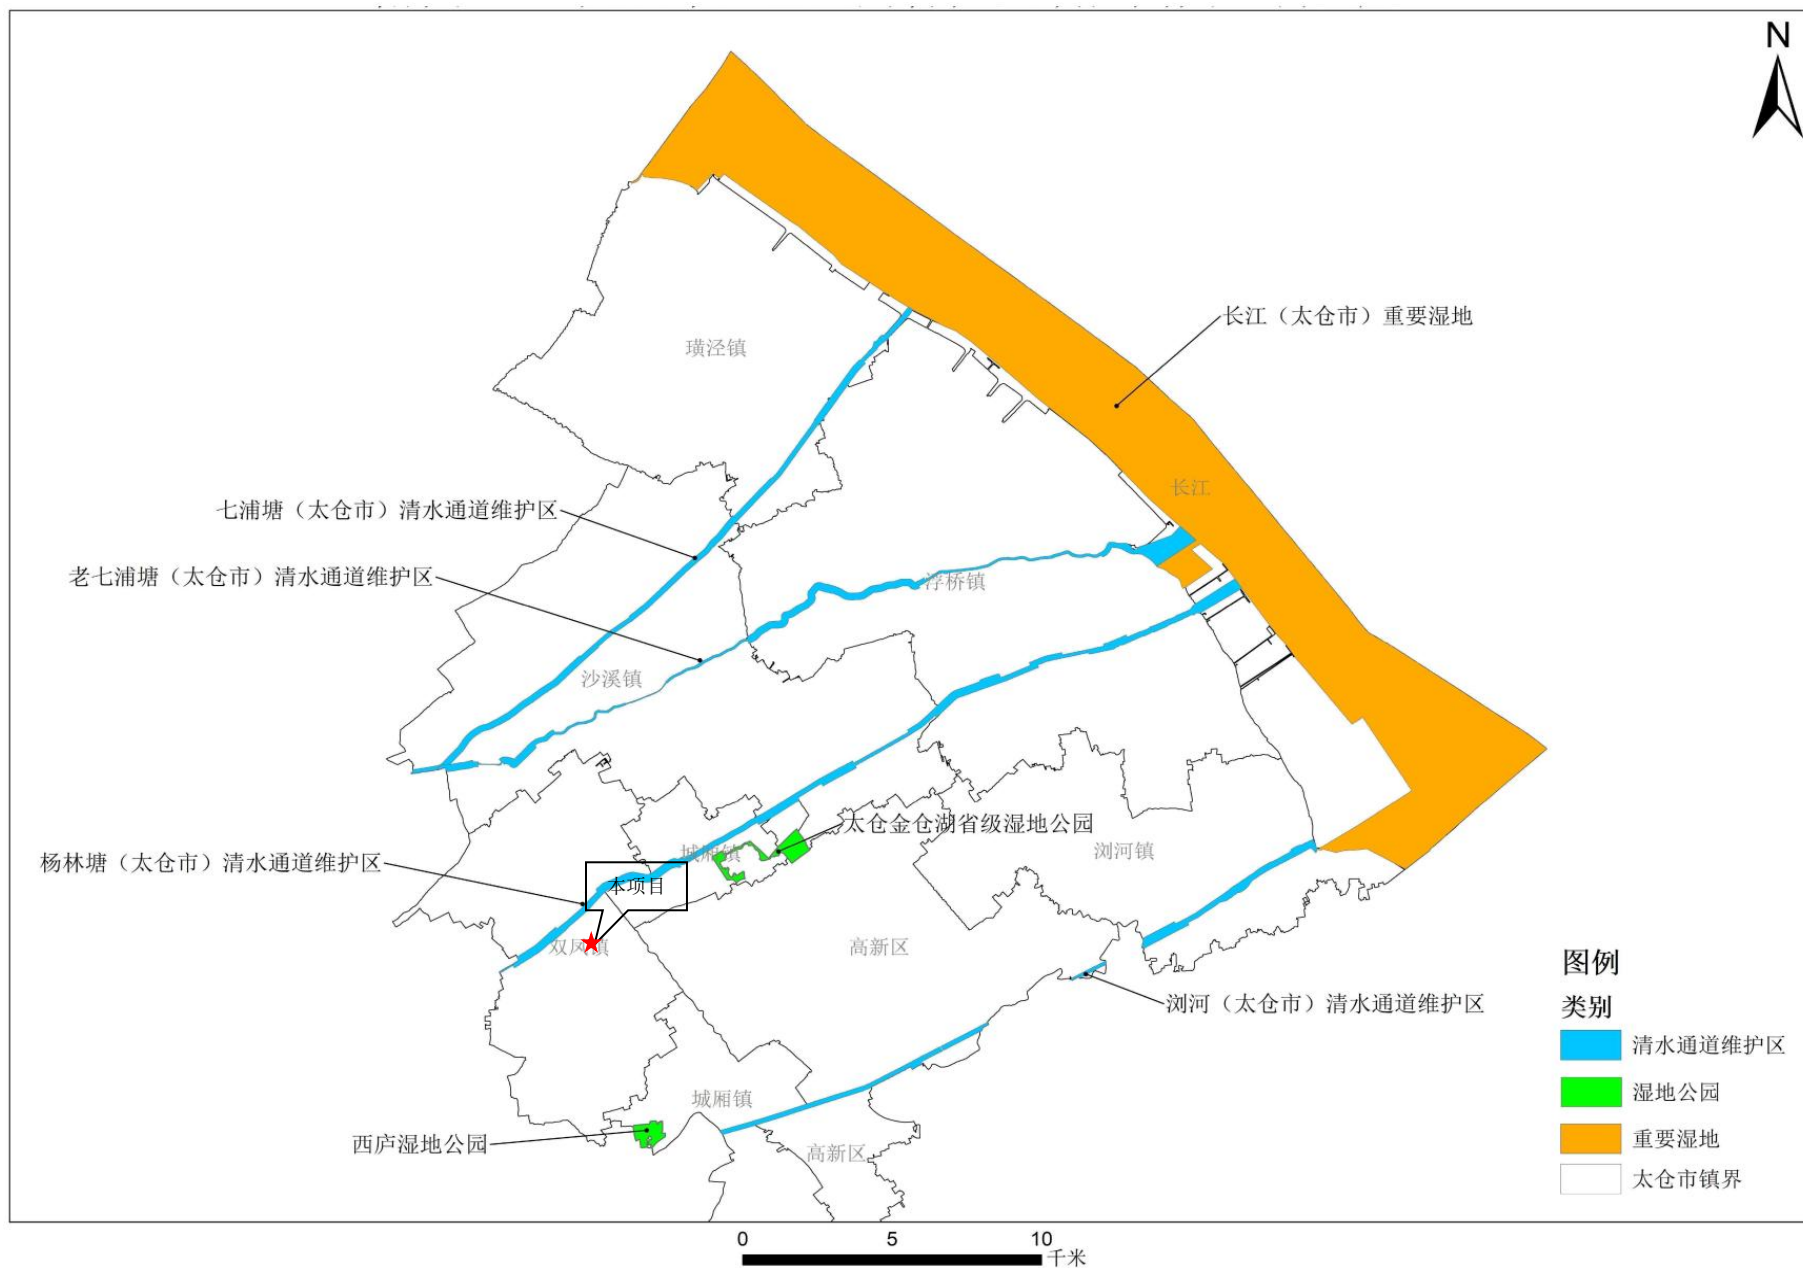 N
长江（太仓市）重要湿地
璜泾镇
长江
七浦塘（太仓市）清水通道维护区
老七浦塘（太仓市）清水通道维护区
浮桥镇
沙溪镇
太仓金仓湖省级湿地公园
城厢镇
浏河镇
杨林塘（太仓市）清水通道维护区
本项目
双凤镇
高新区
浏河（太仓市）清水通道维护区
城厢镇
西庐湿地公园
高新区
图例
类别
清水通道维护区
湿地公园
重要湿地
太仓市镇界
0 5 10
千米